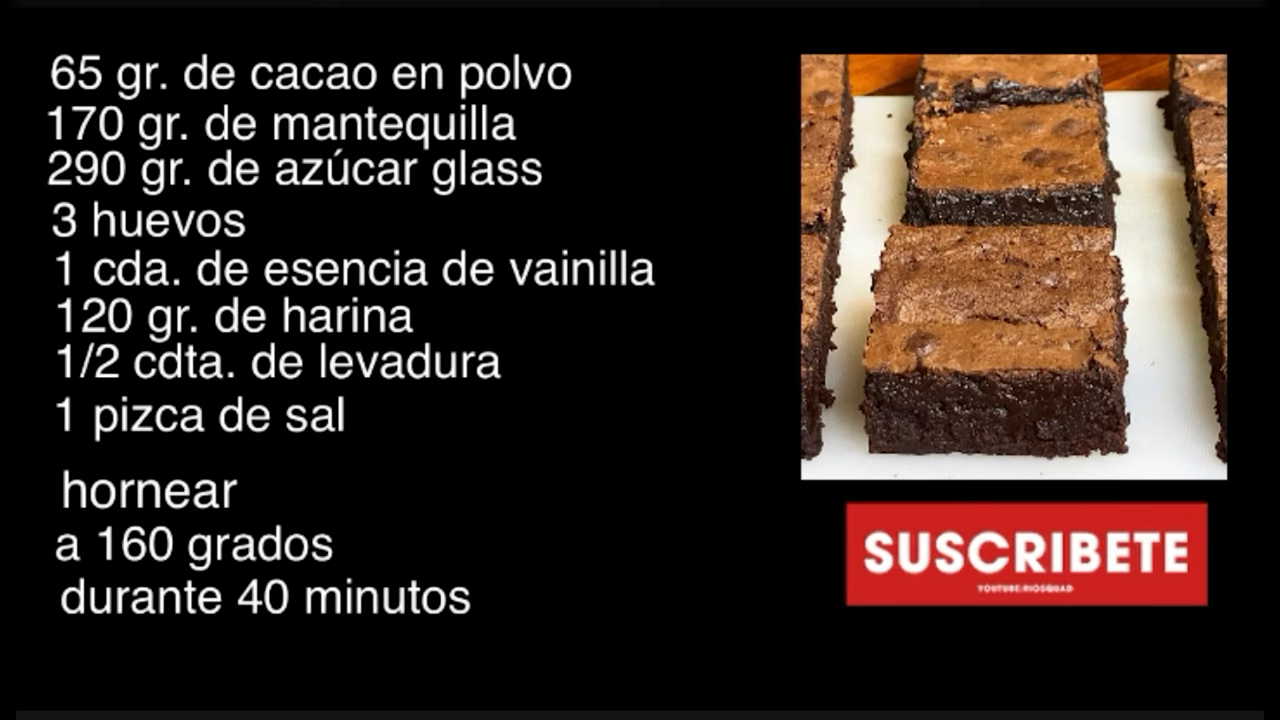 65 gr. de cacao en polvo
170 gr. de mantequilla
290 gr. de azúcar glass
3 huevos
1 cda. de esencia de vainilla
120 gr. de harina
1/2 cdta. de levadura
1 pizca de sal
hornear
a 160 grados
durante 40 minutos
SUSCRIBETE
YOUTUBE:RIOSQUAD